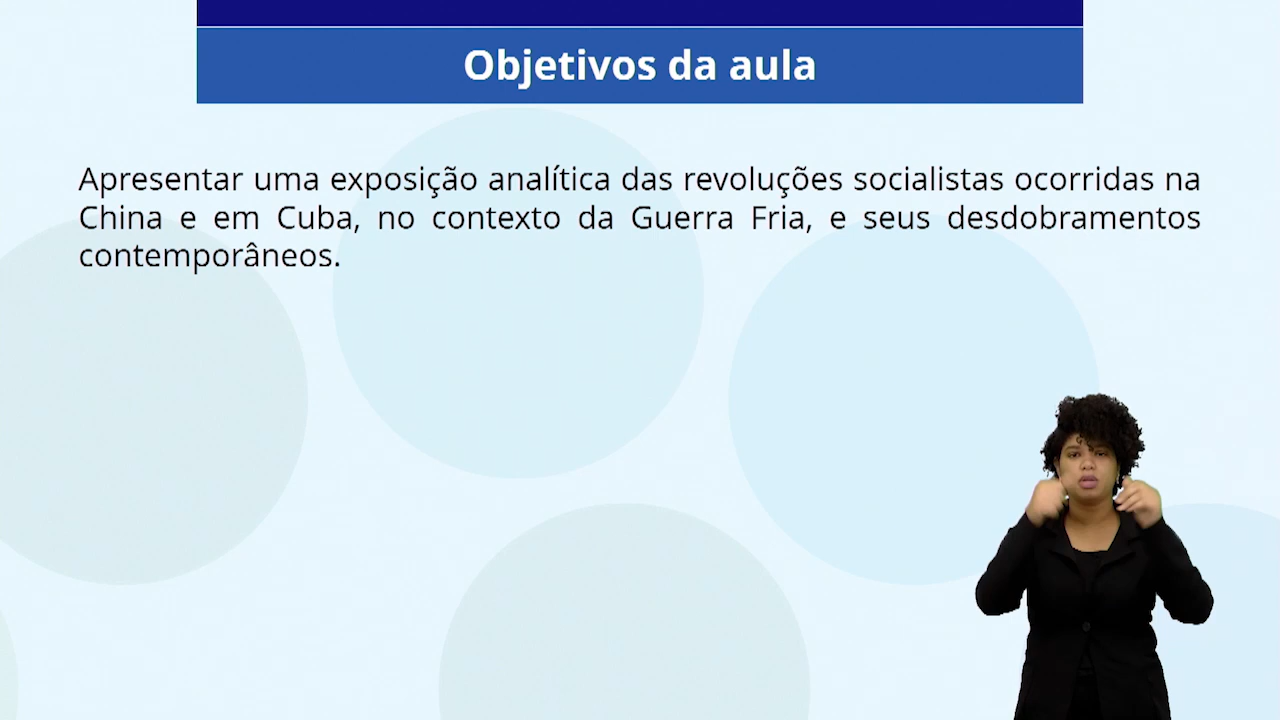 Objetivos da aula
Apresentar uma exposição analítica das revoluções socialistas ocorridas na
China e em Cuba, no contexto da Guerra Fria, e seus desdobramentos
contemporâneos.